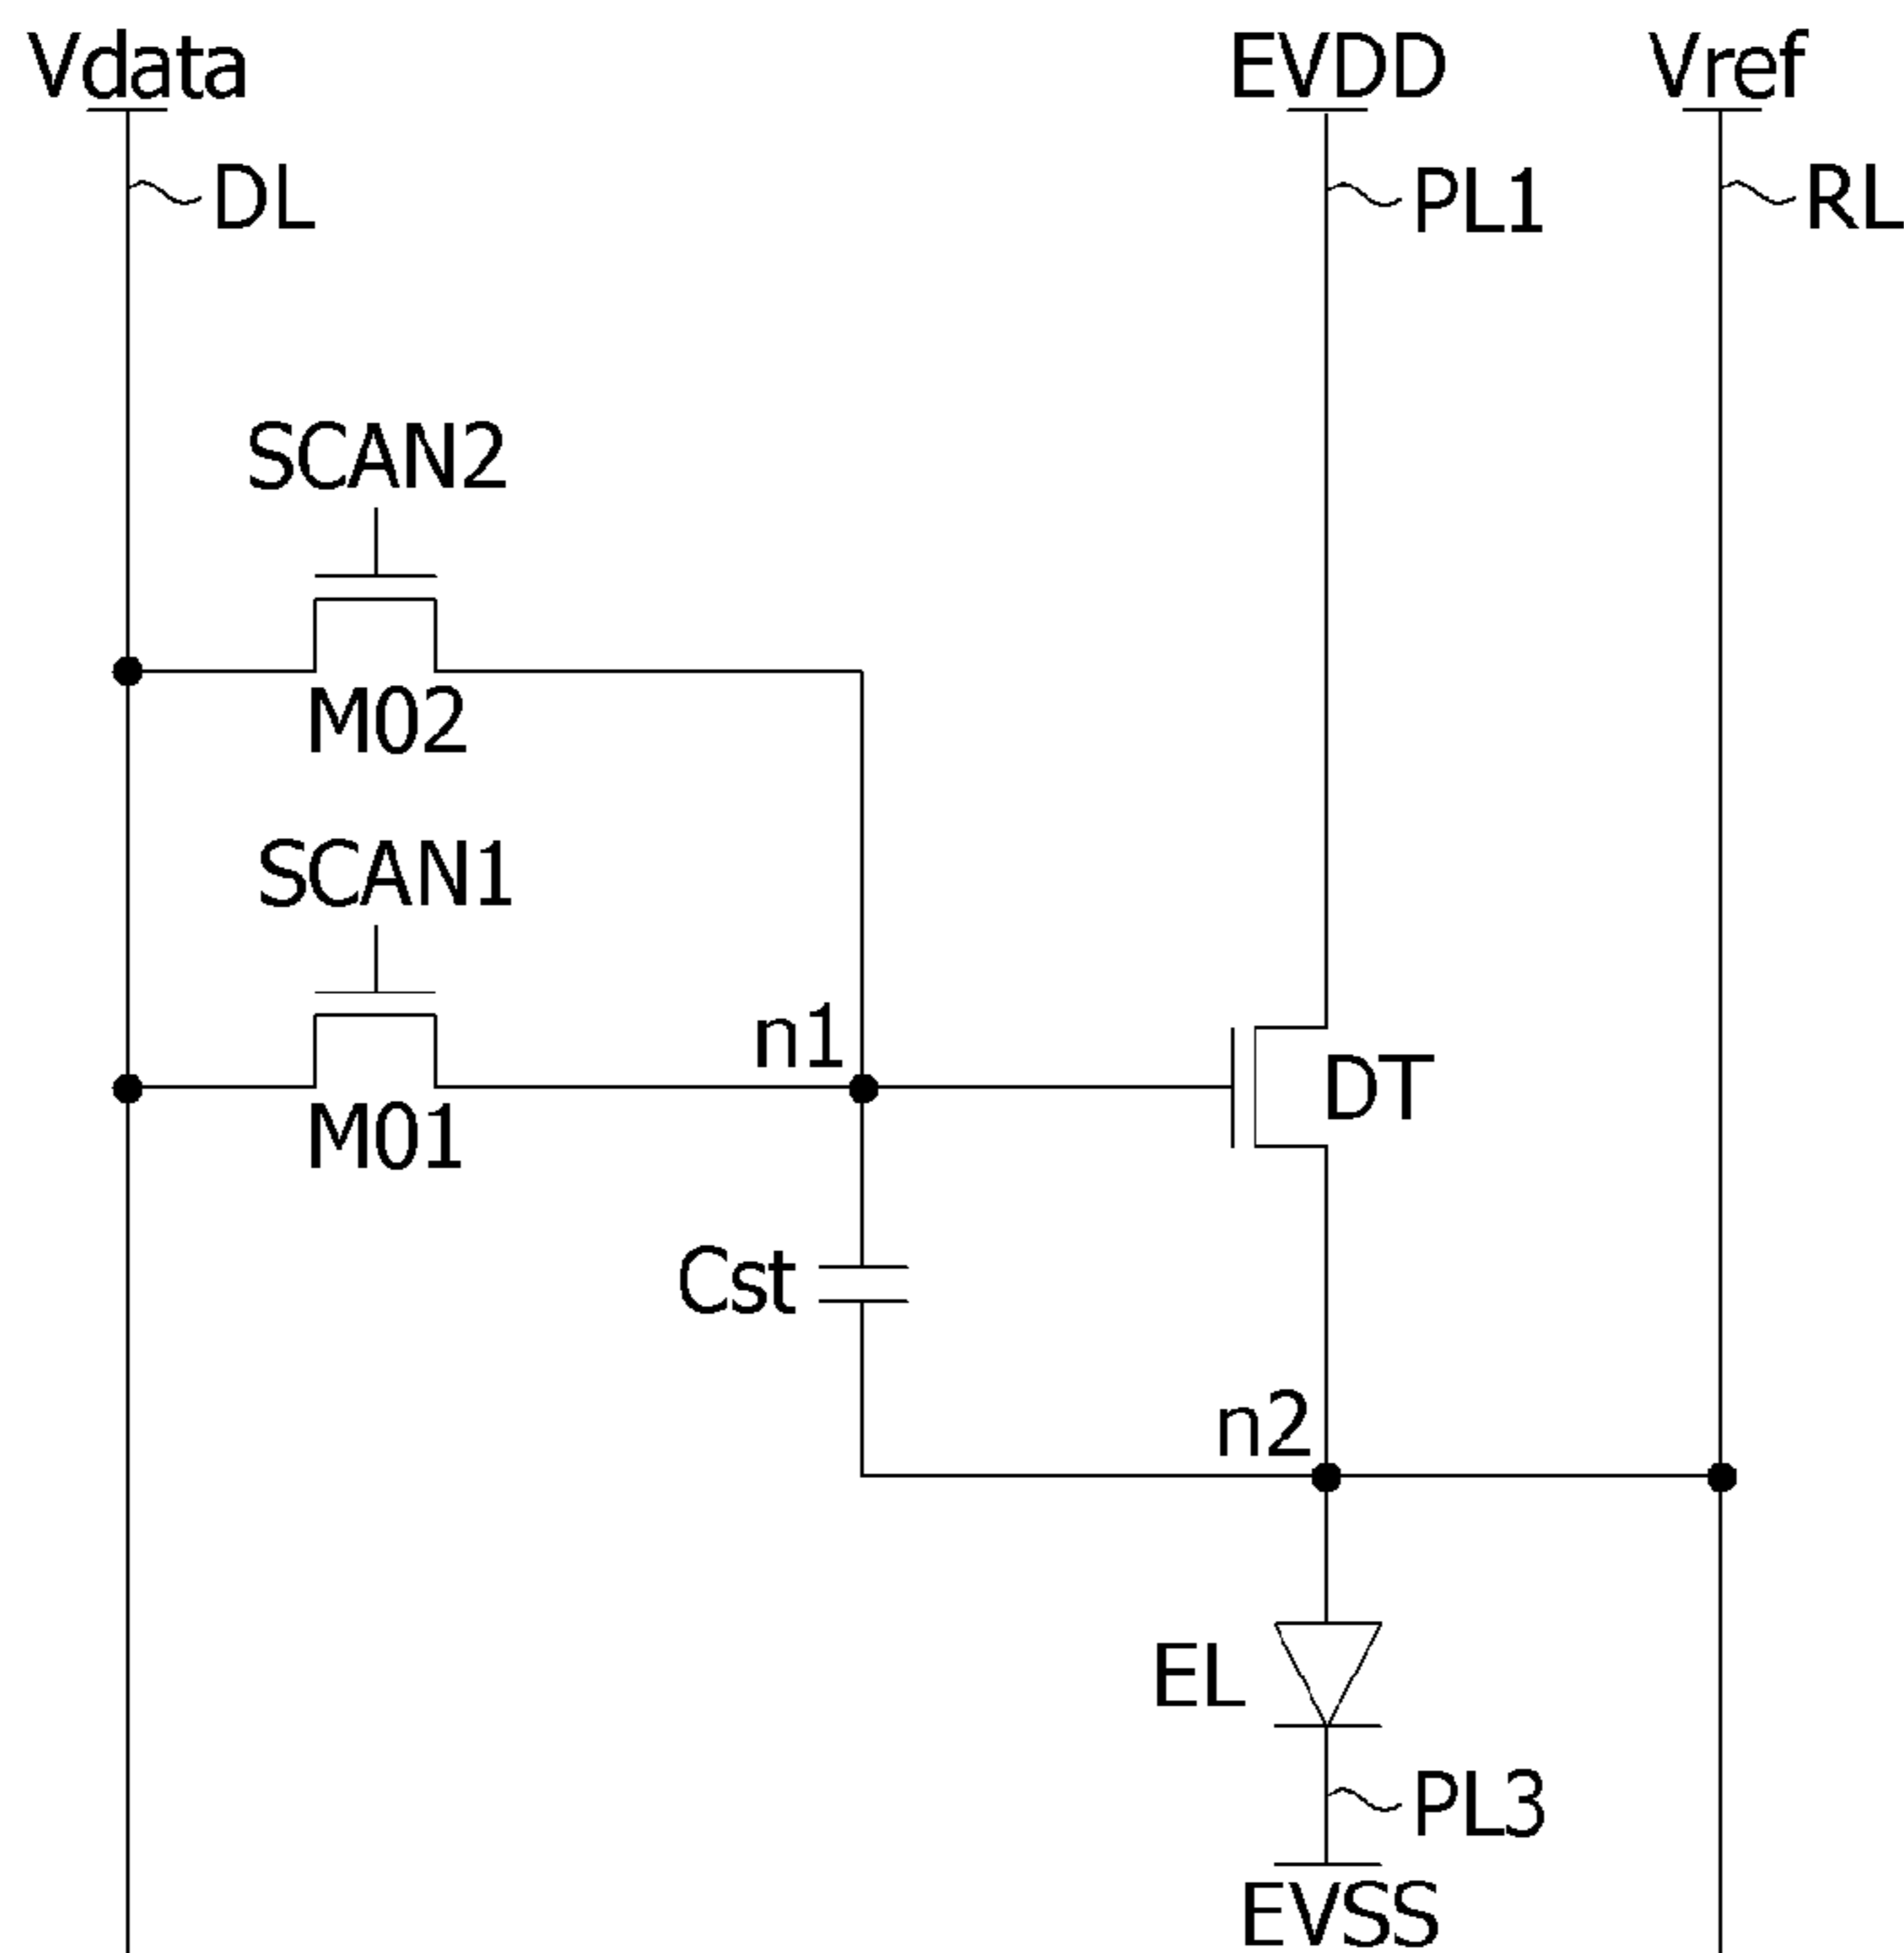 Vdata
EVDD
Vref
DL
PL1
RL
SCAN2
M02
SCAN1
n1
DT
M01
Cst
n2
EL
PL3
EVSS